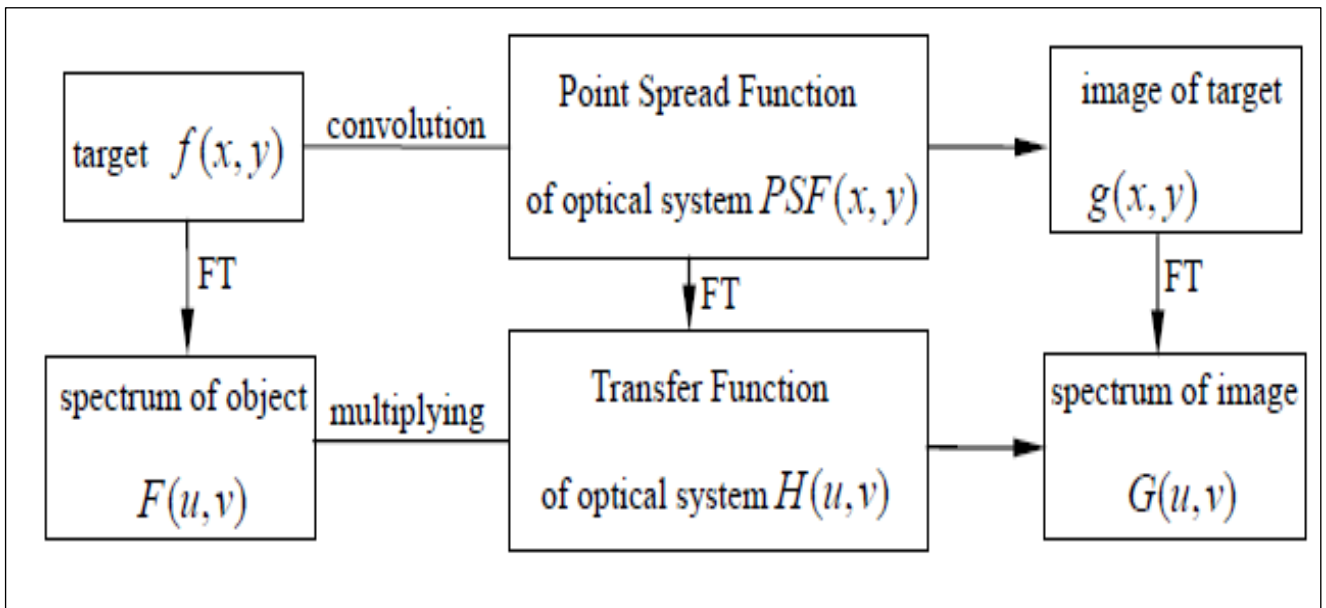 target f(x, y)
convolution
Point Spread Function
of optical system PSF(x, y)
image of target
g(x, y)
FT
FT
FT
spectrum of object
F(u,v)
multiplying
Transfer Function
of optical system H(u,v)
spectrum of image
G(u,v)